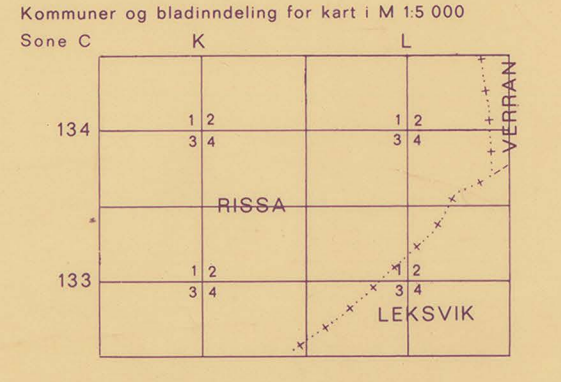 Kommuner og bladinndeling for kart i M 1:5 000
Sone C K L
VERRAN
1 2 1 2
134
3 4 3 4
RISSA
1 2 1 2
133
3 4 3 4
LEKSVIK